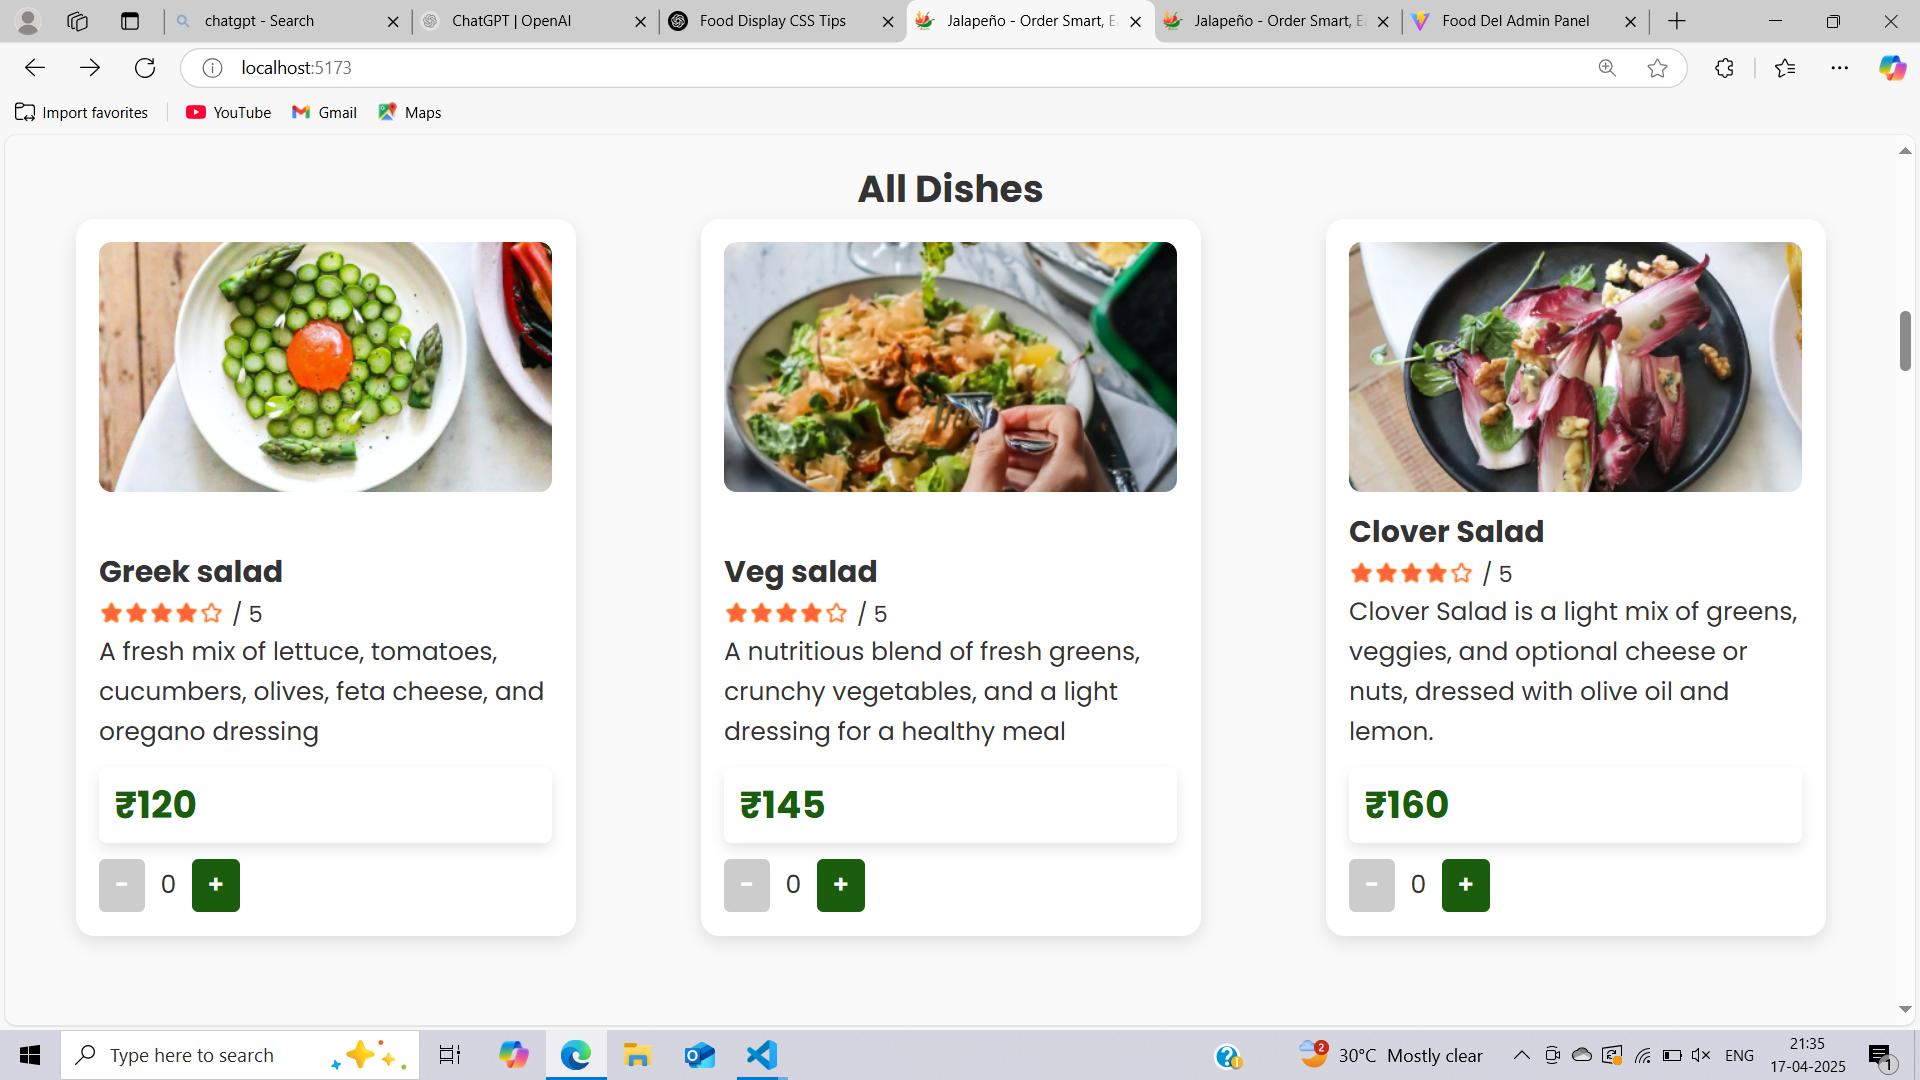 chatgpt - Search
ChatGPT | OpenAI
Food Display CSS Tips
Jalapeño - Order Smart, Ea
Jalapeño - Order Smart, Ea
Food Del Admin Panel
localhost:5173
Import favorites
YouTube
Gmail
Maps
All Dishes
Greek salad
/ 5
A fresh mix of lettuce, tomatoes,
cucumbers, olives, feta cheese, and
oregano dressing
₹120
- 0 +
Veg salad
/ 5
A nutritious blend of fresh greens,
crunchy vegetables, and a light
dressing for a healthy meal
₹145
- 0 +
Clover Salad
/ 5
Clover Salad is a light mix of greens,
veggies, and optional cheese or
nuts, dressed with olive oil and
lemon.
₹160
- 0 +
Type here to search
2
30°C Mostly clear
ENG
21:35
17-04-2025
1